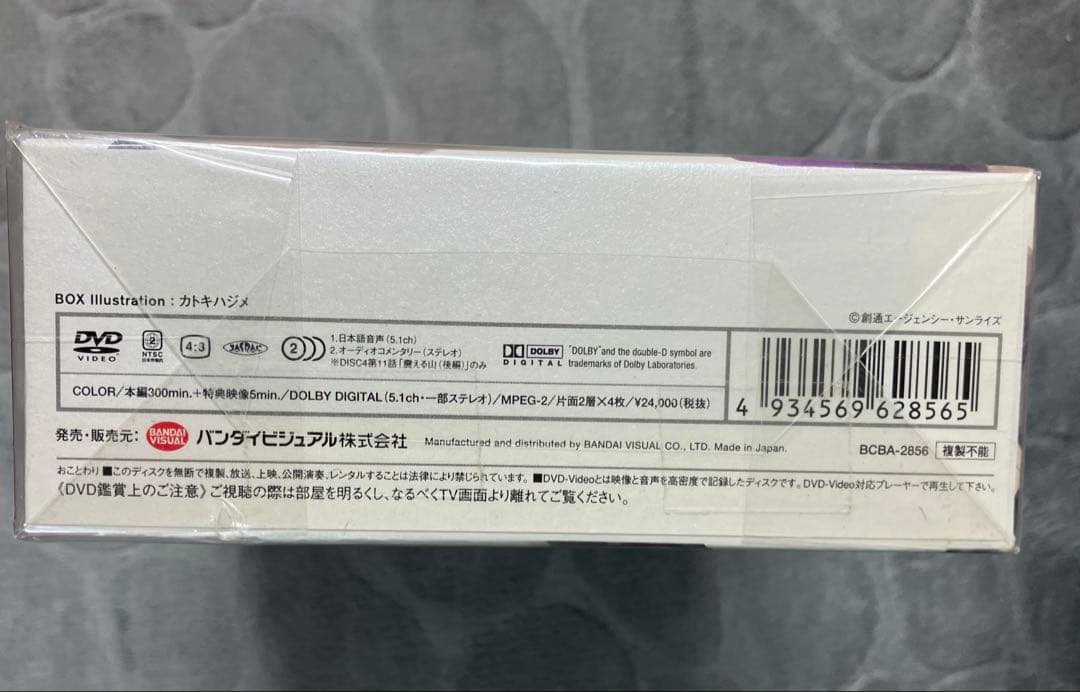 BOX Illustration：カトキハジメ
©創通エージェンシー・サンライズ
DVD
VIDEO
2
NTSC
日本市場向
4:3
2
1.日本語音声(5.1ch)
2.オーディオコメンタリー(ステレオ)
※DISC4第11話「震える山(後編)」のみ
DOLBY
DIGITAL
"DOLBY"and the double-D symbol are
trademarks of Dolby Laboratories.
COLOR/本編300min.+特典映像5min./DOLBY DIGITAL(5.1ch・一部ステレオ)/MPEG-2/片面2層×4枚/¥24,000(税抜)
4 934569 628565
発売・販売元：BANDAI VISUAL バンダイビジュアル株式会社
Manufactured and distributed by BANDAI VISUAL CO., LTD. Made in Japan.
BCBA-2856 複製不能
おことわり ■このディスクを無断で複製、放送、上映、公開演奏、レンタルすることは法律により禁じられています。■DVD-Videoとは映像と音声を高密度で記録したディスクです。DVD-Video対応プレーヤーで再生して下さい。
《DVD鑑賞上のご注意》ご視聴の際は部屋を明るくし、なるべくTV画面より離れてご覧ください。